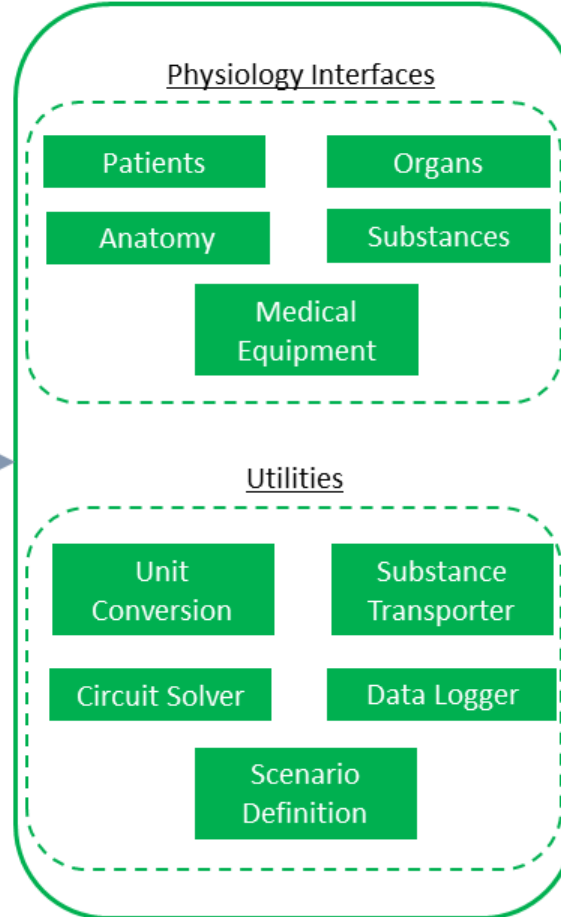 Physiology Interfaces
Patients
Organs
Anatomy
Substances
Medical
Equipment
Utilities
Unit
Conversion
Substance
Transporter
Circuit Solver
Data Logger
Scenario
Definition